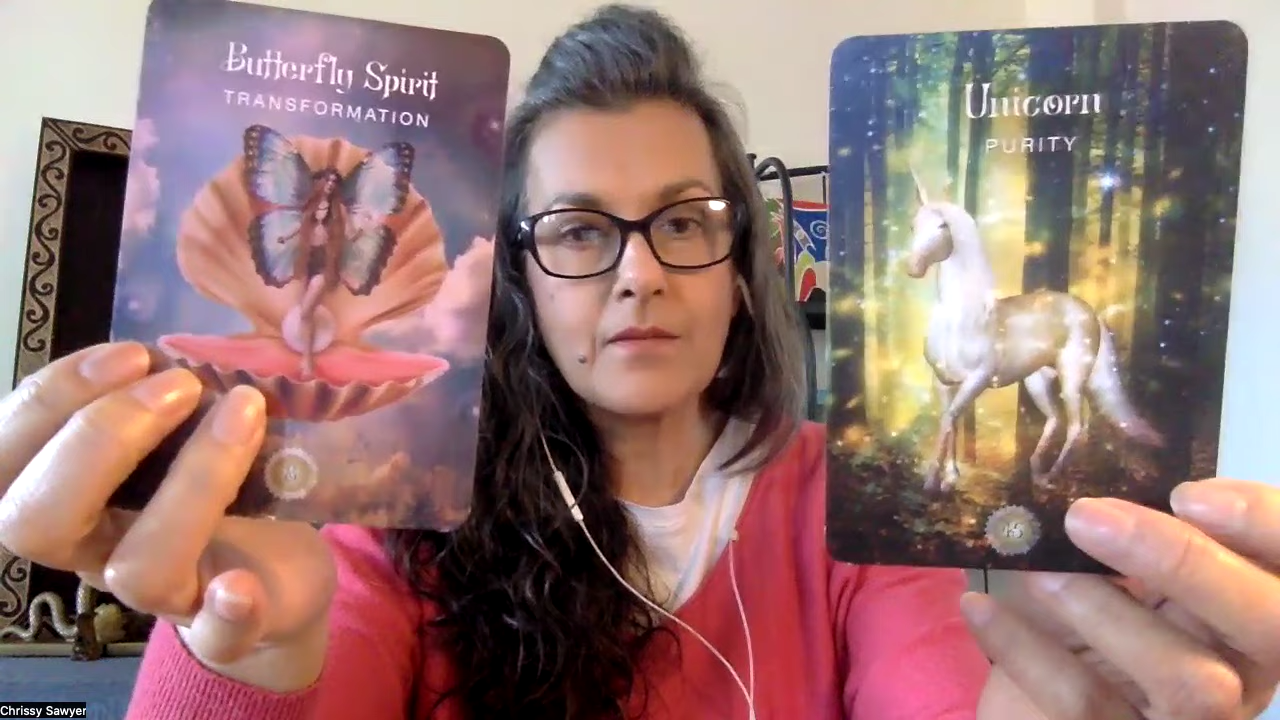 Butterfly Spirit
TRANSFORMATION
Unicorn
PURITY
Chrissy Sawyer